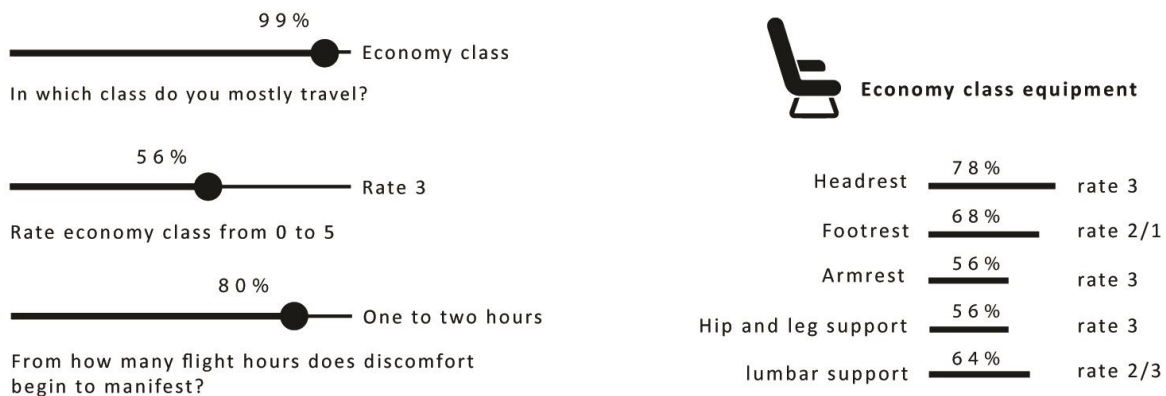 99%
Economy class
In which class do you mostly travel?
56%
Rate 3
Rate economy class from 0 to 5
80%
One to two hours
From how many flight hours does discomfort
begin to manifest?
Economy class equipment
Headrest 78% rate 3
Footrest 68% rate 2/1
Armrest 56% rate 3
Hip and leg support 56% rate 3
lumbar support 64% rate 2/3